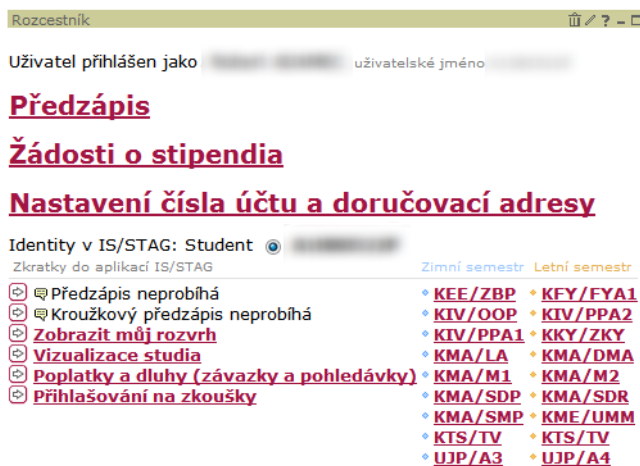 Rozcestník
Uživatel přihlášen jako uživatelské jméno
Předzápis
Žádosti o stipendia
Nastavení čísla účtu a doručovací adresy
Identity v IS/STAG: Student
Zkratky do aplikací IS/STAG Zimní semestr Letní semestr
Předzápis neprobíhá KEE/ZBP KFY/FYA1
Kroužkový předzápis neprobíhá KIV/OOP KIV/PPA2
Zobrazit můj rozvrh KIV/PPA1 KKY/ZKY
Vizualizace studia KMA/LA KMA/DMA
Poplatky a dluhy (závazky a pohledávky) KMA/M1 KMA/M2
Přihlašování na zkoušky KMA/SDP KMA/SDR
KMA/SMP KME/UMM
KTS/TV KTS/TV
UJP/A3 UJP/A4